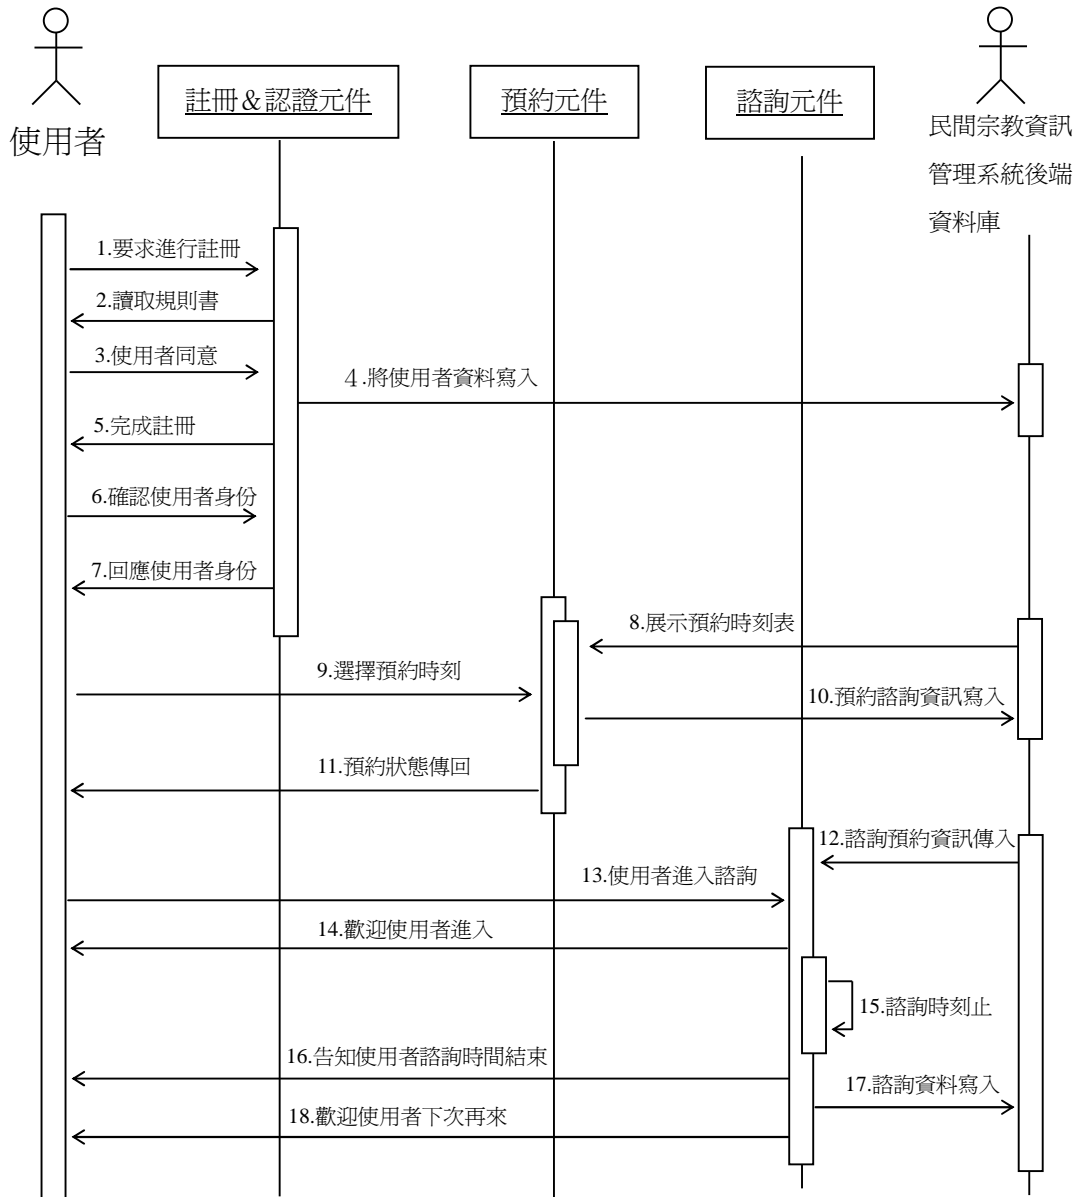 註冊＆認證元件
預約元件
諮詢元件
使用者
民間宗教資訊
管理系統後端
資料庫
1.要求進行註冊
2.讀取規則書
3.使用者同意
４.將使用者資料寫入
5.完成註冊
6.確認使用者身份
7.回應使用者身份
8.展示預約時刻表
9.選擇預約時刻
10.預約諮詢資訊寫入
11.預約狀態傳回
12.諮詢預約資訊傳入
13.使用者進入諮詢
14.歡迎使用者進入
15.諮詢時刻止
16.告知使用者諮詢時間結束
17.諮詢資料寫入
18.歡迎使用者下次再來